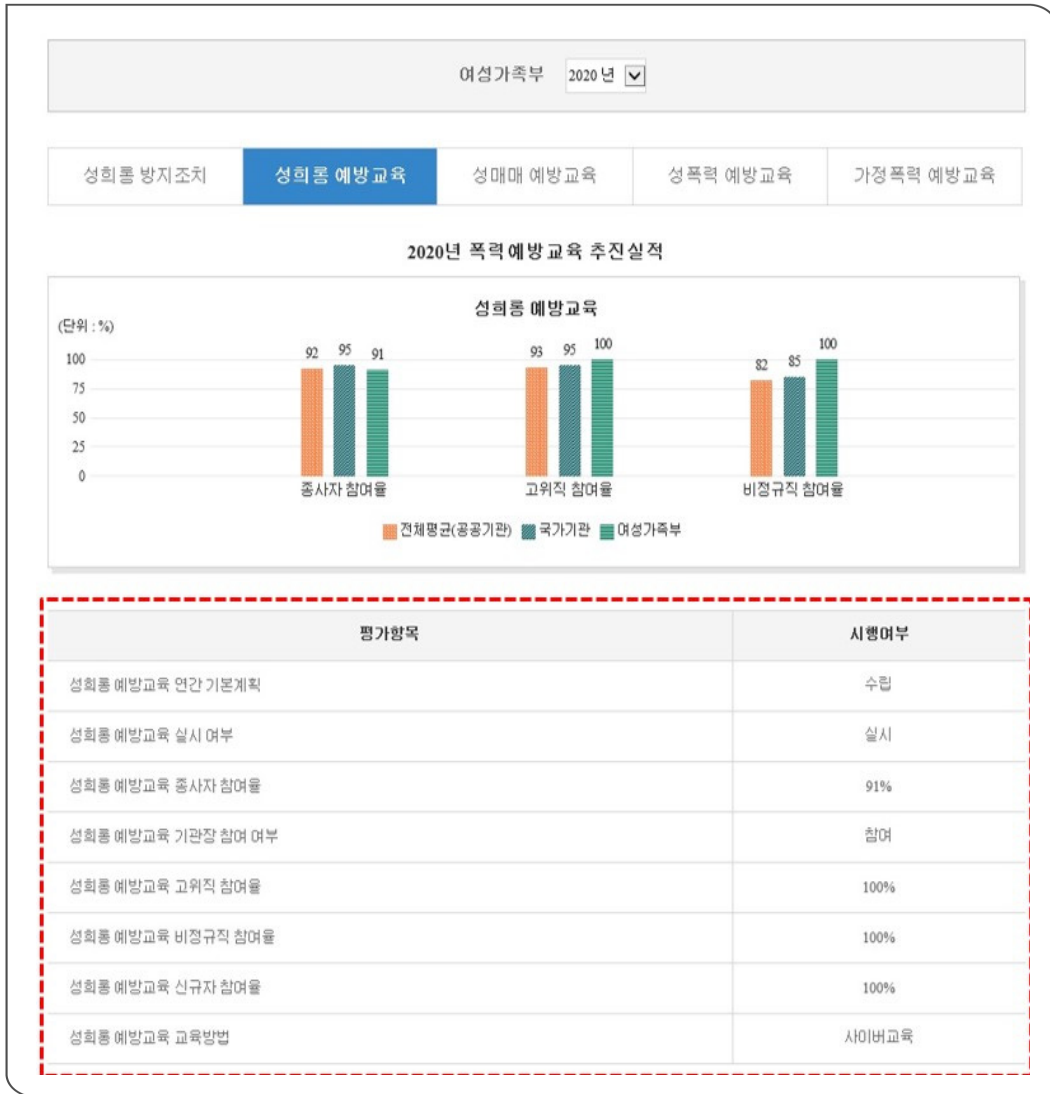 여성가족부 2020년
성희롱 방지조치 성희롱 예방교육 성매매 예방교육 성폭력 예방교육 가정폭력 예방교육
2020년 폭력예방교육 추진실적
성희롱 예방교육
(단위 : %)
92 95 91 93 95 100 82 85 100
100
75
50
25
0
종사자 참여율 고위직 참여율 비정규직 참여율
전체평균(공공기관) 국가기관 여성가족부
평가항목 시행여부
성희롱 예방교육 연간 기본계획 수립
성희롱 예방교육 실시 여부 실시
성희롱 예방교육 종사자 참여율 91%
성희롱 예방교육 기관장 참여 여부 참여
성희롱 예방교육 고위직 참여율 100%
성희롱 예방교육 비정규직 참여율 100%
성희롱 예방교육 신규자 참여율 100%
성희롱 예방교육 교육방법 사이버교육